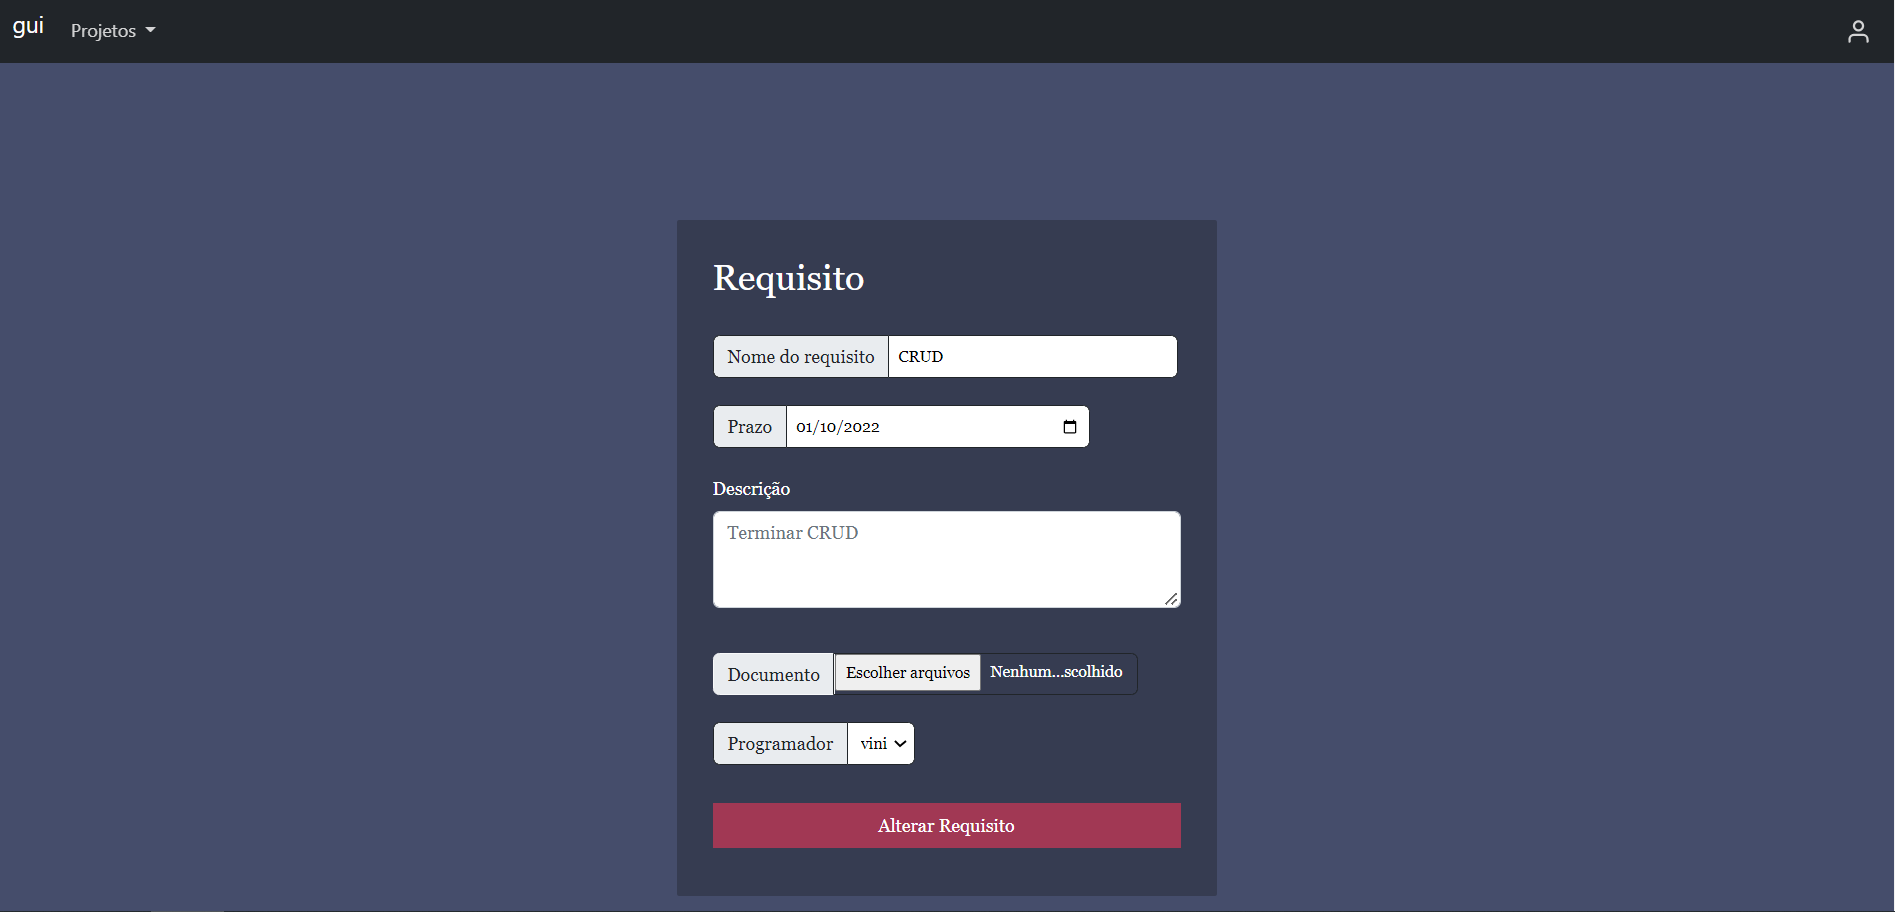 gui Projetos
Requisito
Nome do requisito CRUD
Prazo 01/10/2022
Descrição
Terminar CRUD
Documento Escolher arquivos Nenhum...scolhido
Programador vini
Alterar Requisito